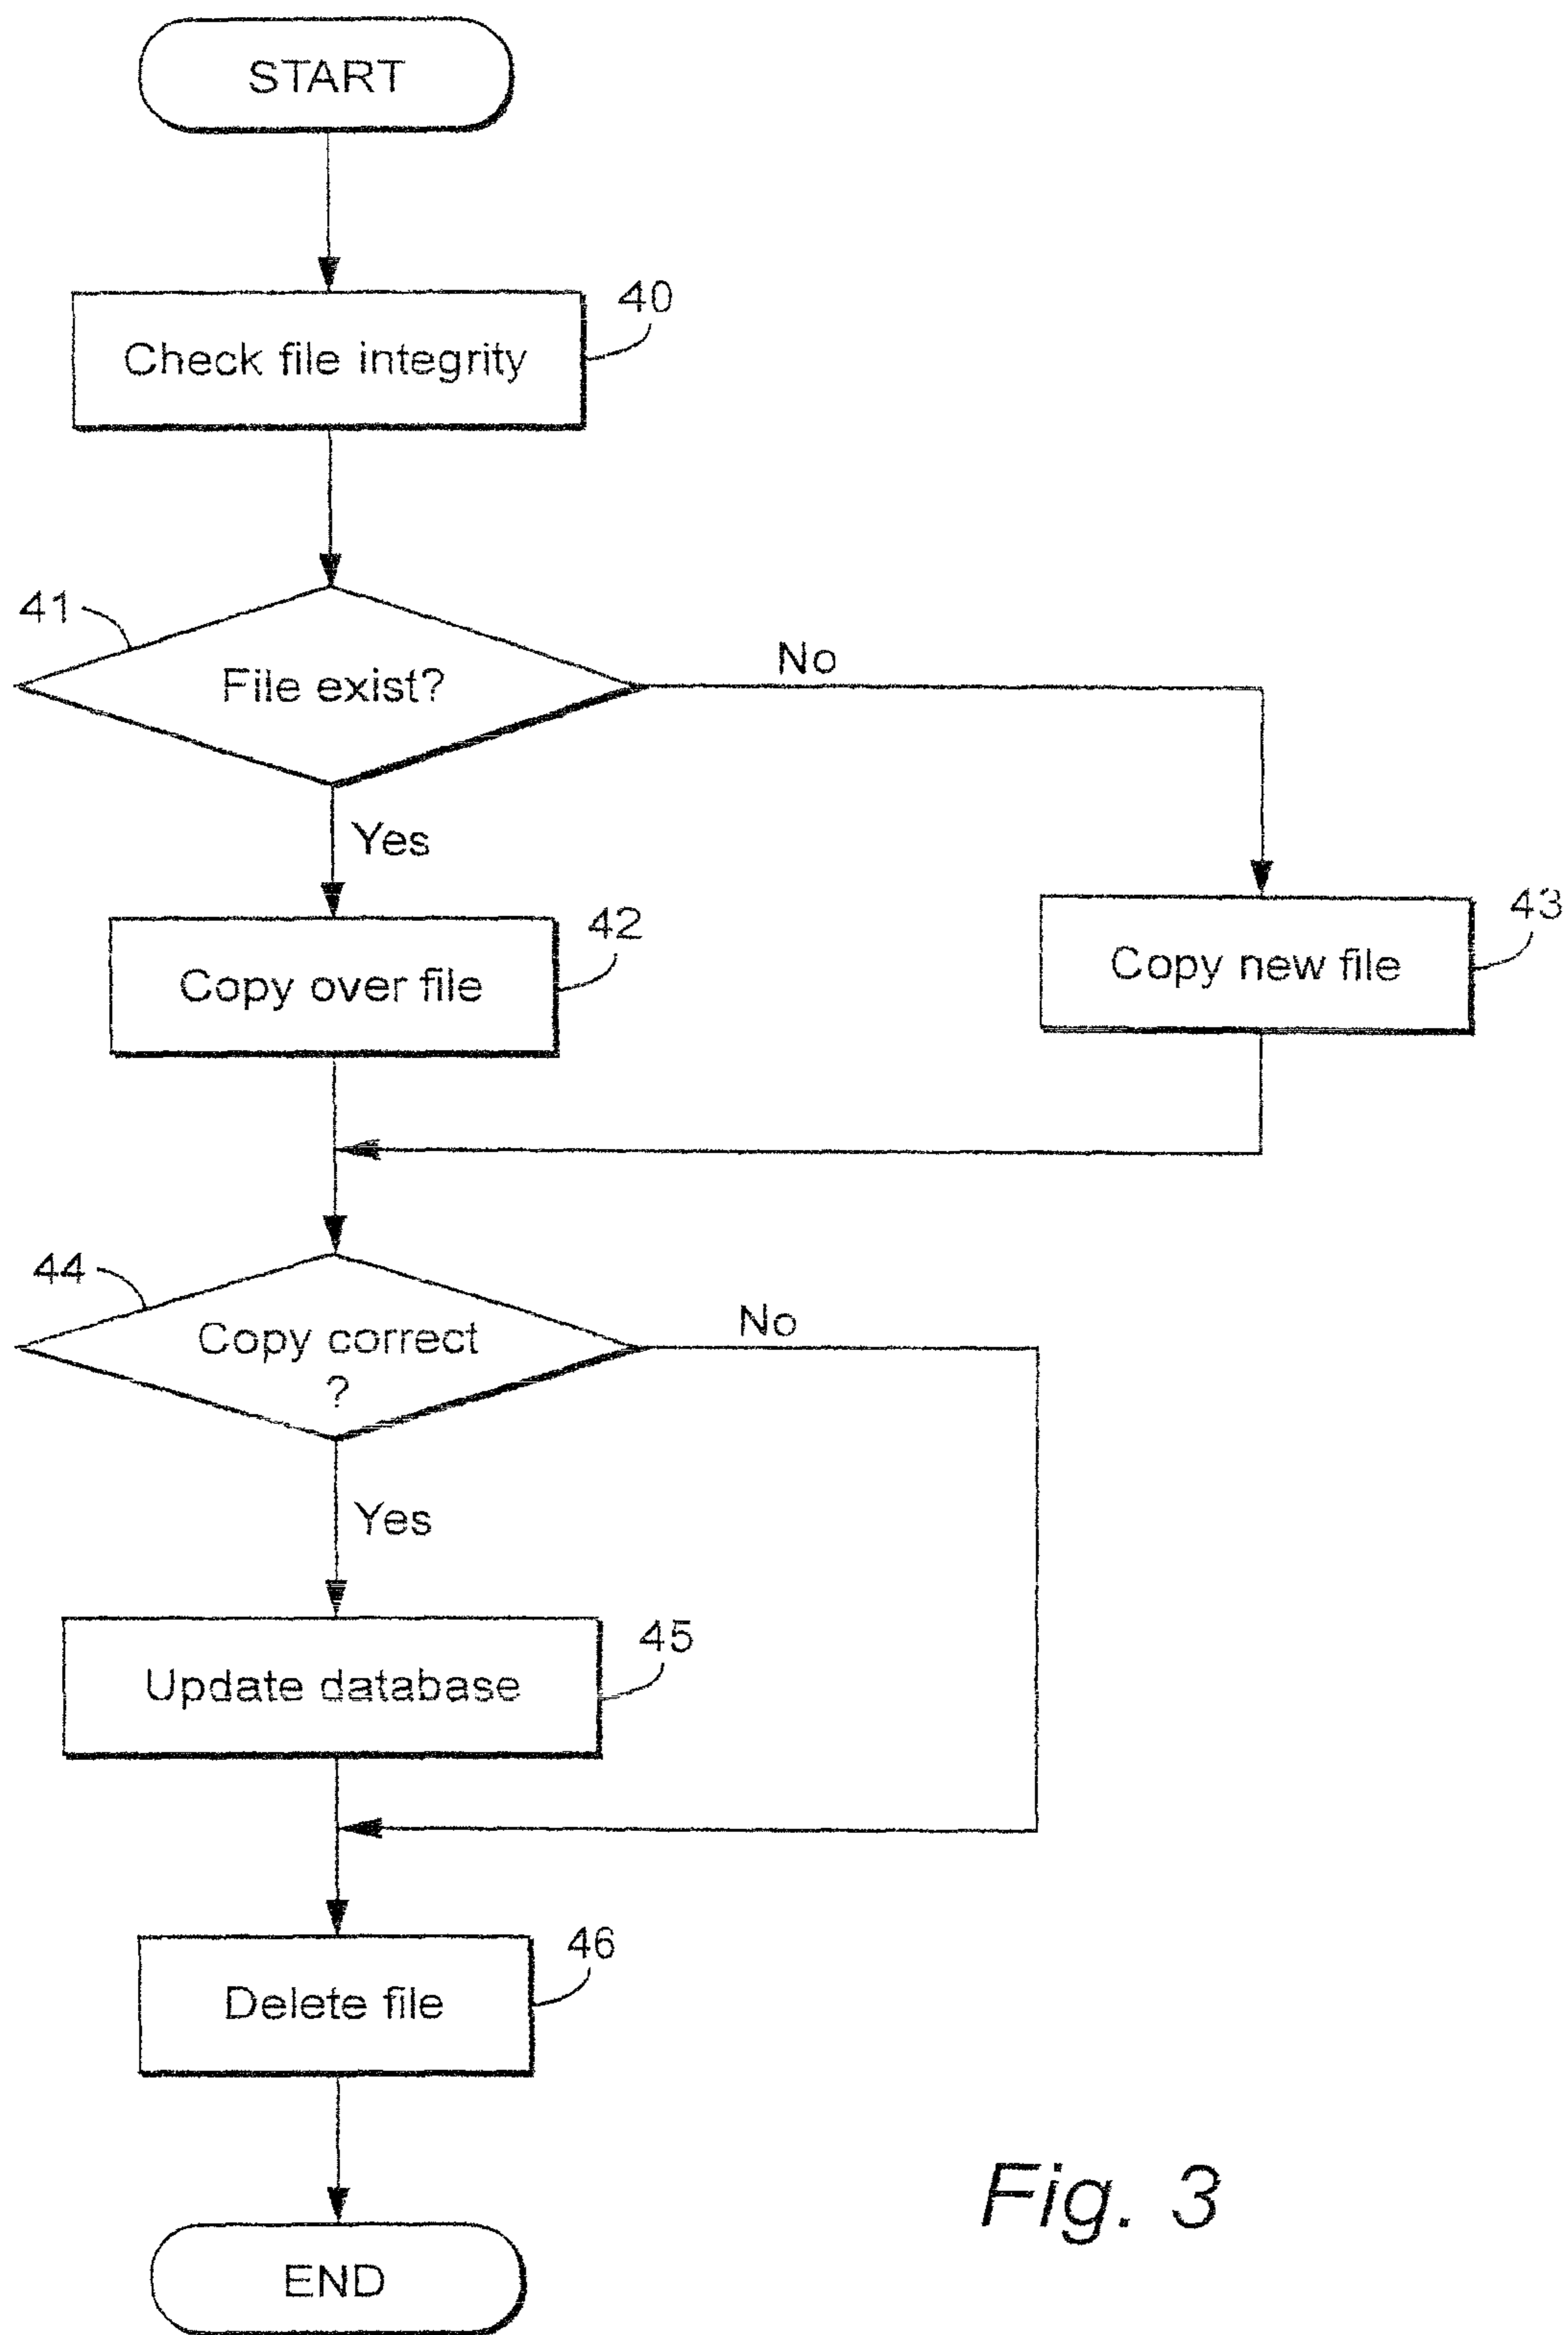 START
40
Check file integrity
41
File exist?
No
Yes
42
Copy over file
43
Copy new file
44
Copy correct
?
No
Yes
45
Update database
46
Delete file
END
Fig. 3